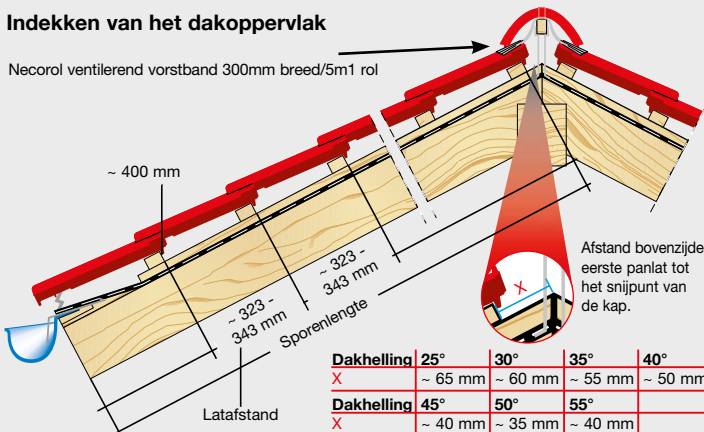 Indekken van het dakoppervlak
Necorol ventilerend vorstband 300mm breed/5m1 rol
~ 400 mm
~ 323 -
343 mm
~ 323 -
343 mm
Sporenlengte
Latafstand
X
Afstand bovenzijde
eerste panlat tot
het snijpunt van
de kap.
Dakhelling 25° 30° 35° 40°
X ~ 65 mm ~ 60 mm ~ 55 mm ~ 50 mm
Dakhelling 45° 50° 55°
X ~ 40 mm ~ 35 mm ~ 40 mm